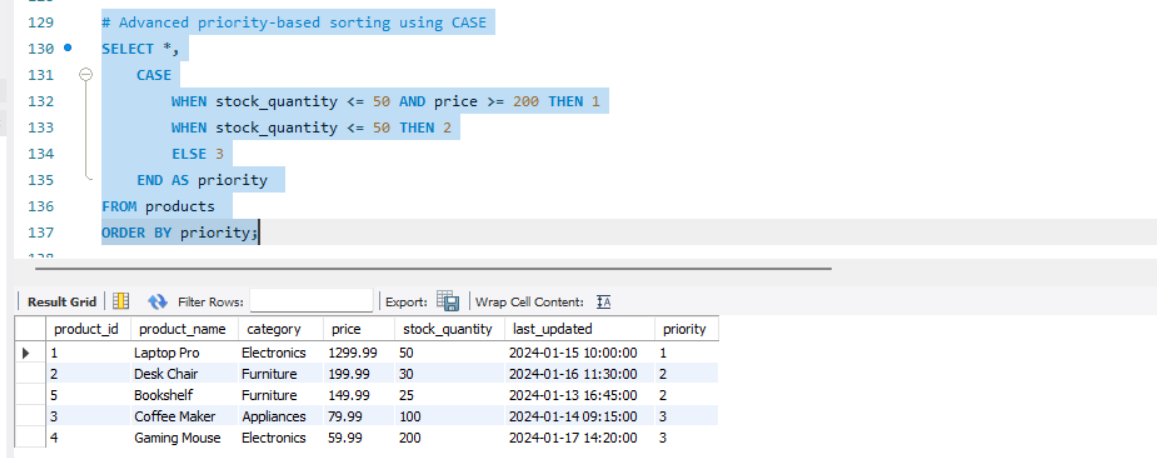 129 # Advanced priority-based sorting using CASE
130 SELECT *,
131 CASE
132 WHEN stock_quantity <= 50 AND price >= 200 THEN 1
133 WHEN stock_quantity <= 50 THEN 2
134 ELSE 3
135 END AS priority
136 FROM products
137 ORDER BY priority;
Result Grid Filter Rows: Export: Wrap Cell Content:
product_id product_name category price stock_quantity last_updated priority
1 Laptop Pro Electronics 1299.99 50 2024-01-15 10:00:00 1
2 Desk Chair Furniture 199.99 30 2024-01-16 11:30:00 2
5 Bookshelf Furniture 149.99 25 2024-01-13 16:45:00 2
3 Coffee Maker Appliances 79.99 100 2024-01-14 09:15:00 3
4 Gaming Mouse Electronics 59.99 200 2024-01-17 14:20:00 3